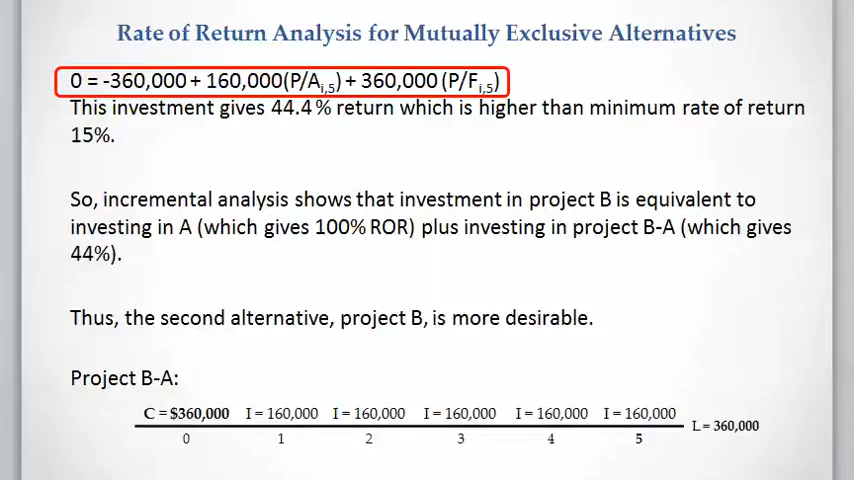 Rate of Return Analysis for Mutually Exclusive Alternatives
0 = -360,000 + 160,000(P/Ai,5) + 360,000 (P/Fi,5)
This investment gives 44.4 % return which is higher than minimum rate of return
15%.
So, incremental analysis shows that investment in project B is equivalent to
investing in A (which gives 100% ROR) plus investing in project B-A (which gives
44%).
Thus, the second alternative, project B, is more desirable.
Project B-A:
C = $360,000 I = 160,000 I = 160,000 I = 160,000 I = 160,000 I = 160,000
L = 360,000
0 1 2 3 4 5